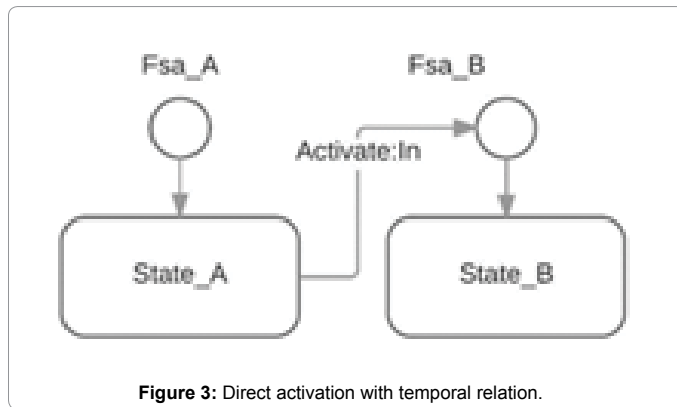 Fsa_A Fsa_B
Activate:In
State_A State_B
Figure 3: Direct activation with temporal relation.